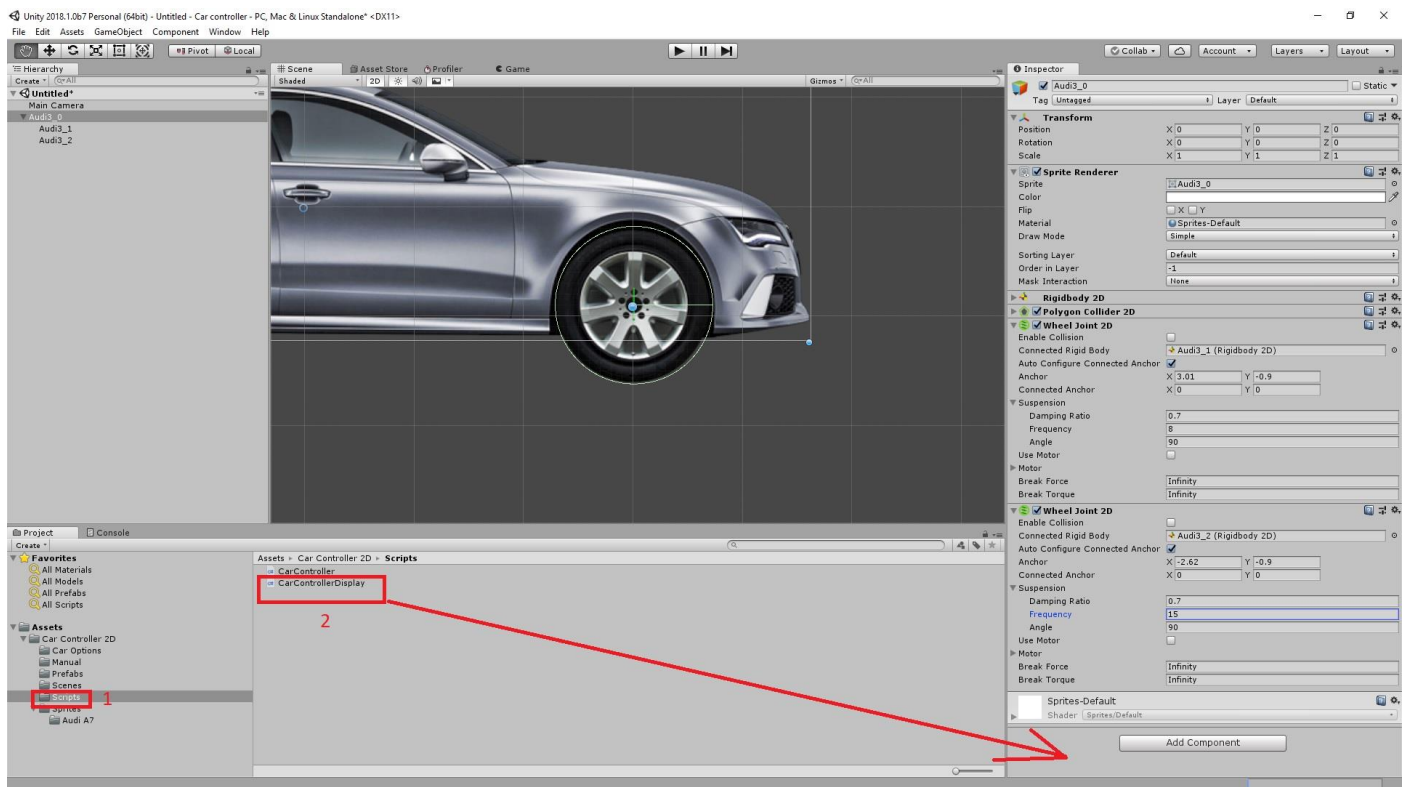 Unity 2018.1.0b7 Personal (64bit) - Untitled - Car controller - PC, Mac & Linux Standalone* <DX11>
File Edit Assets GameObject Component Window Help
Pivot Local
Collab Account Layers Layout
Hierarchy
Create All
Untitled*
Main Camera
Audi3_0
Audi3_1
Audi3_2
Scene Asset Store Profiler Game
Shaded 2D Gizmos All
Inspector
Audi3_0 Static
Tag Untagged Layer Default
Transform
Position X 0 Y 0 Z 0
Rotation X 0 Y 0 Z 0
Scale X 1 Y 1 Z 1
Sprite Renderer
Sprite Audi3_0
Color
Flip X Y
Material Sprites-Default
Draw Mode Simple
Sorting Layer Default
Order in Layer -1
Mask Interaction None
Rigidbody 2D
Polygon Collider 2D
Wheel Joint 2D
Enable Collision
Connected Rigid Body Audi3_1 (Rigidbody 2D)
Auto Configure Connected Anchor
Anchor X 3.01 Y -0.9
Connected Anchor X 0 Y 0
Suspension
Damping Ratio 0.7
Frequency 8
Angle 90
Use Motor
Motor
Break Force Infinity
Break Torque Infinity
Wheel Joint 2D
Enable Collision
Connected Rigid Body Audi3_2 (Rigidbody 2D)
Auto Configure Connected Anchor
Anchor X -2.62 Y -0.9
Connected Anchor X 0 Y 0
Suspension
Damping Ratio 0.7
Frequency 15
Angle 90
Use Motor
Motor
Break Force Infinity
Break Torque Infinity
Sprites-Default
Shader Sprites/Default
Add Component
Project Console
Create
Favorites
All Materials
All Models
All Prefabs
All Scripts
Assets
Car Controller 2D
Car Options
Manual
Prefabs
Scenes
Scripts 1
Sprites
Audi A7
Assets Car Controller 2D Scripts
CarController
CarControllerDisplay
2